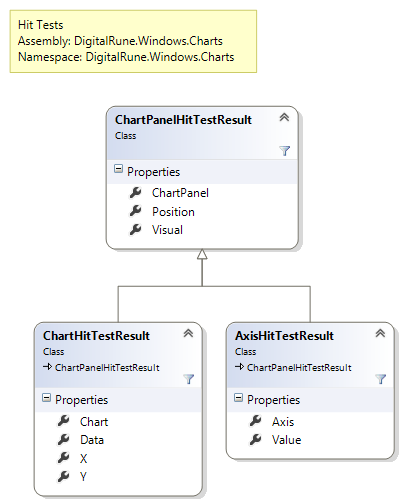 Hit Tests
Assembly: DigitalRune.Windows.Charts
Namespace: DigitalRune.Windows.Charts
ChartPanelHitTestResult
Class
Properties
ChartPanel
Position
Visual
ChartHitTestResult
Class
ChartPanelHitTestResult
Properties
Chart
Data
X
Y
AxisHitTestResult
Class
ChartPanelHitTestResult
Properties
Axis
Value